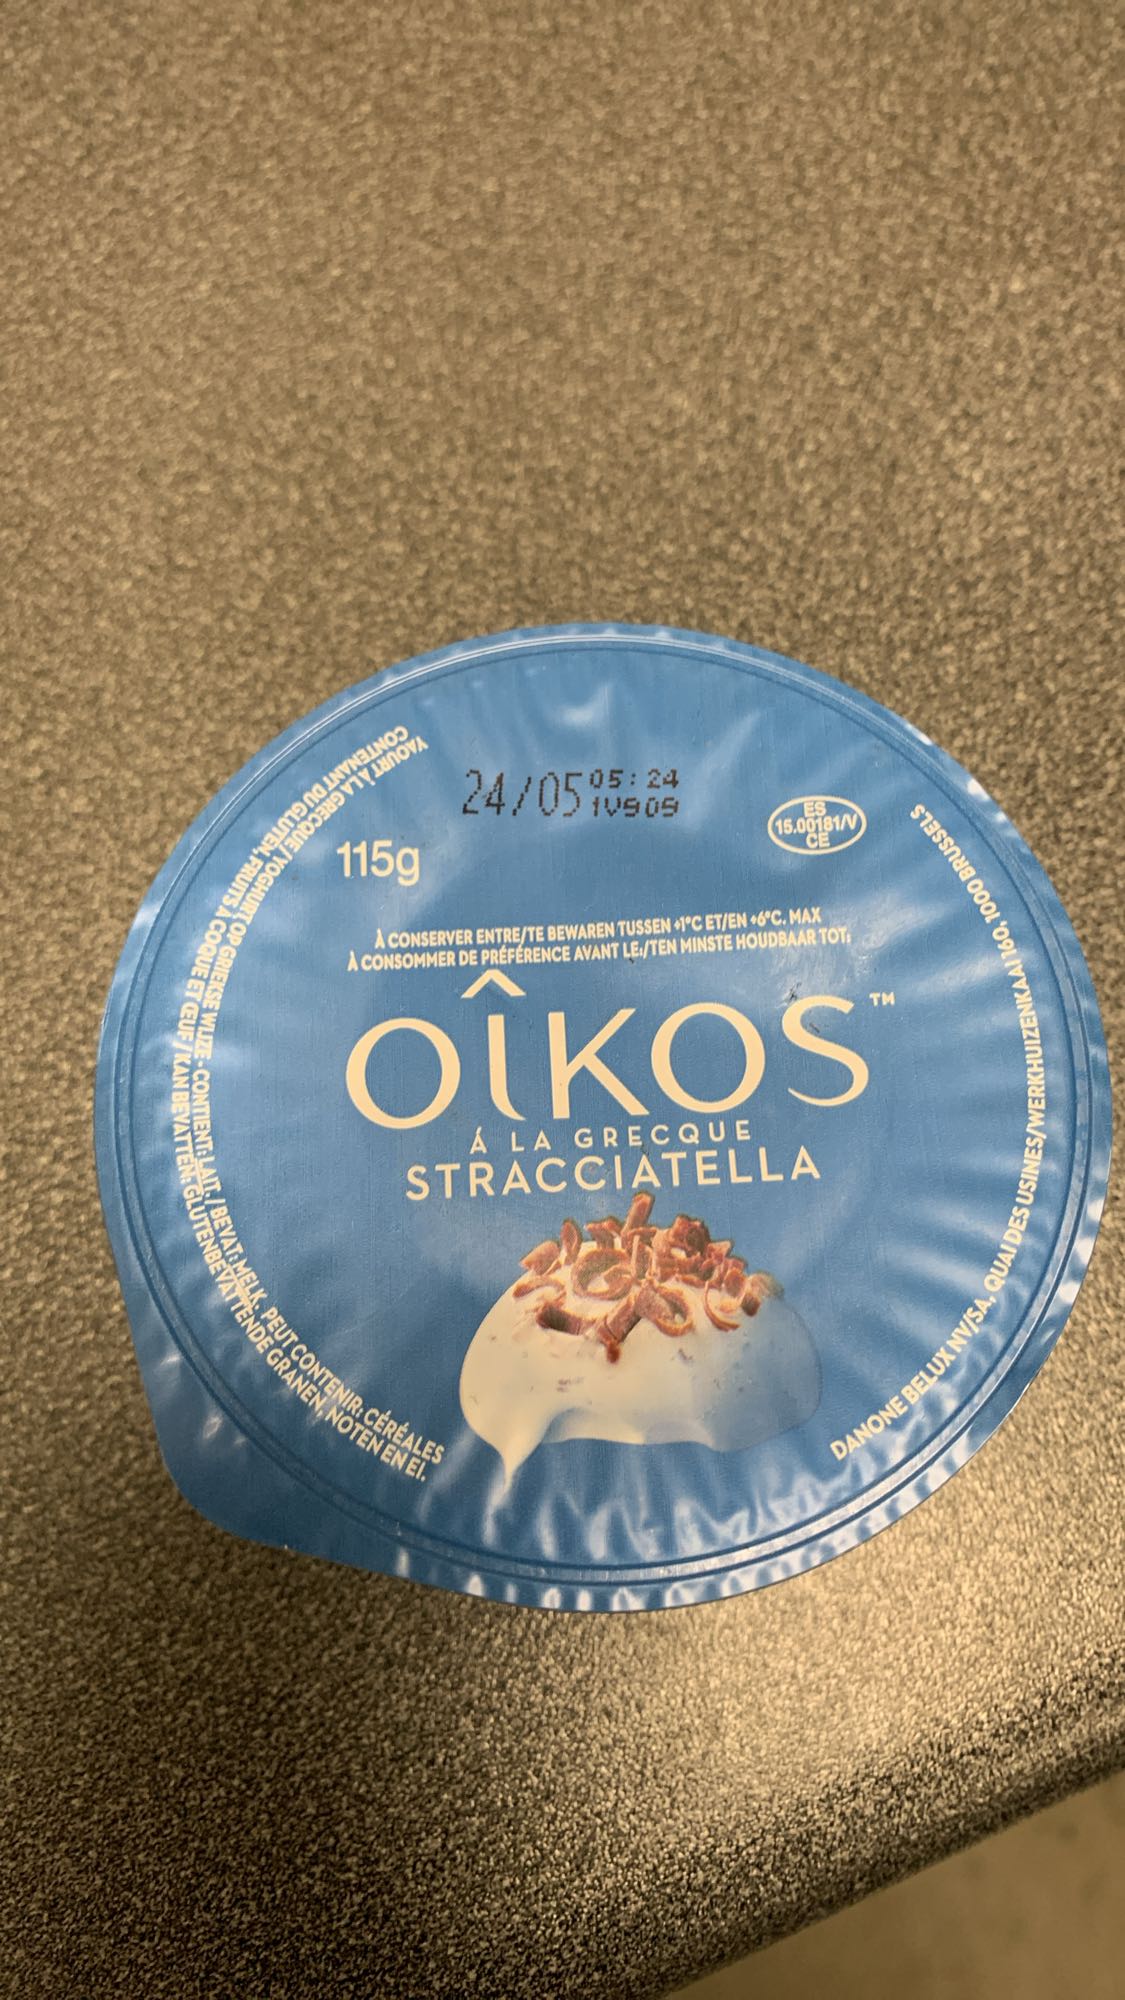 24/05 05:24
1V909
115g
ES
15.00181/V
CE
À CONSERVER ENTRE/TE BEWAREN TUSSEN +1°C ET/EN +6°C. MAX
À CONSOMMER DE PRÉFÉRENCE AVANT LE:/TEN MINSTE HOUDBAAR TOT:
OÎKOS™
Á LA GRECQUE
STRACCIATELLA
YAOURT À LA GRECQUE / YOGHURT OP GRIEKSE WIJZE - CONTIENT: LAIT. / BEVAT: MELK. PEUT CONTENIR: CÉRÉALES
CONTENANT DU GLUTEN, FRUITS A COQUE ET ŒUF / KAN BEVATTEN: GLUTENBEVATTENDE GRANEN, NOTEN EN EI.
DANONE BELUX NV/SA, QUAI DES USINES/WERKHUIZENKAAI 160, 1000 BRUSSELS